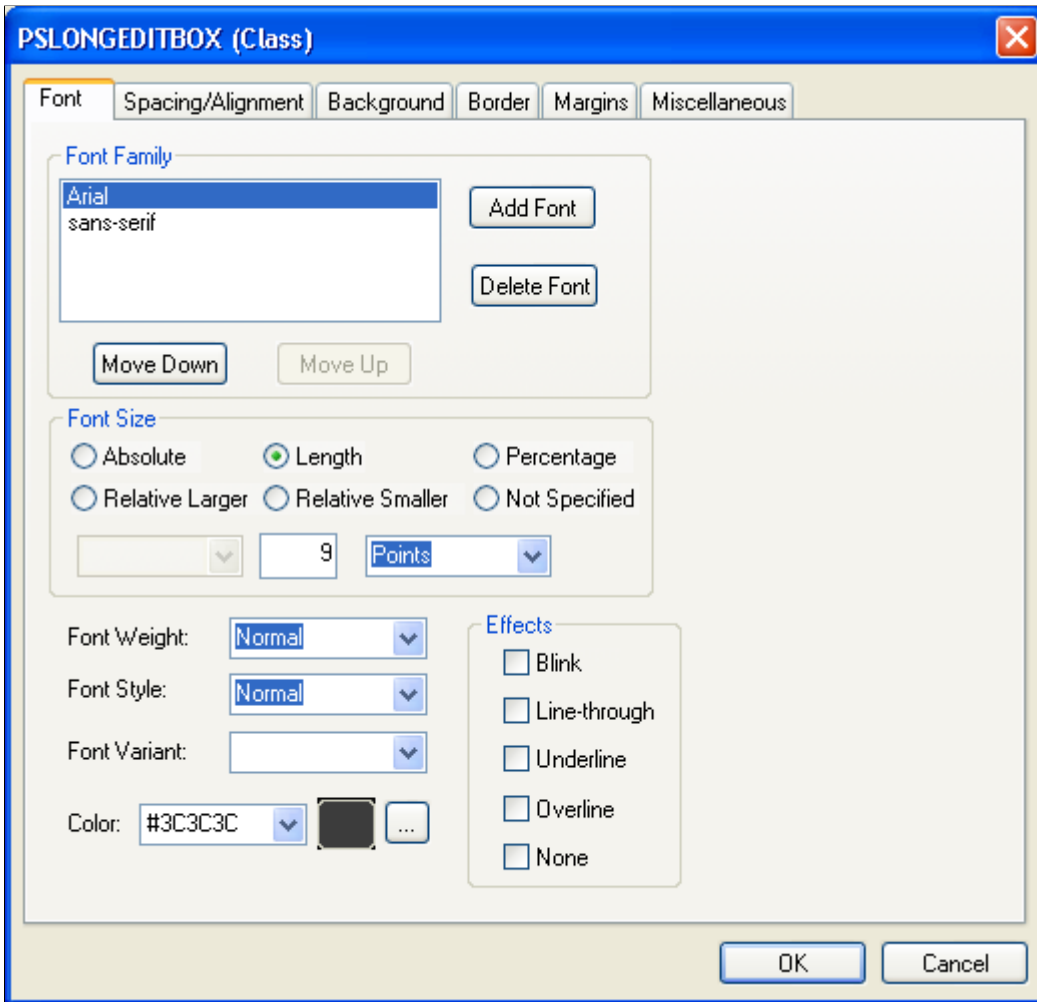 PSLONGEDITBOX (Class)
Font Spacing/Alignment Background Border Margins Miscellaneous
Font Family
Arial
sans-serif
Add Font
Delete Font
Move Down Move Up
Font Size
Absolute Length Percentage
Relative Larger Relative Smaller Not Specified
9 Points
Font Weight: Normal
Font Style: Normal
Font Variant:
Color: #3C3C3C ...
Effects
Blink
Line-through
Underline
Overline
None
OK Cancel